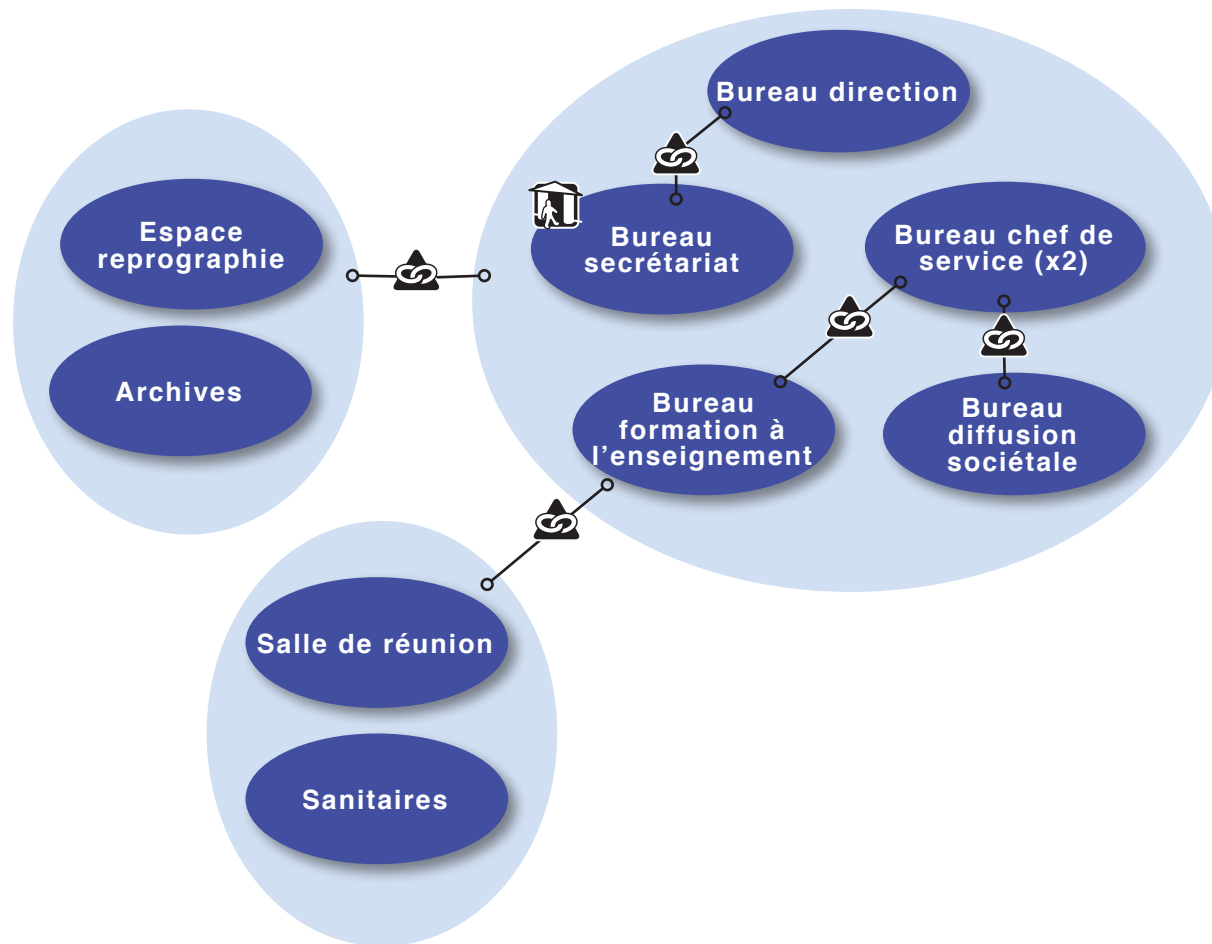 Bureau direction
Espace
reprographie
Archives
Bureau
secrétariat
Bureau chef de
service (x2)
Bureau
formation à
l'enseignement
Bureau
diffusion
sociétale
Salle de réunion
Sanitaires